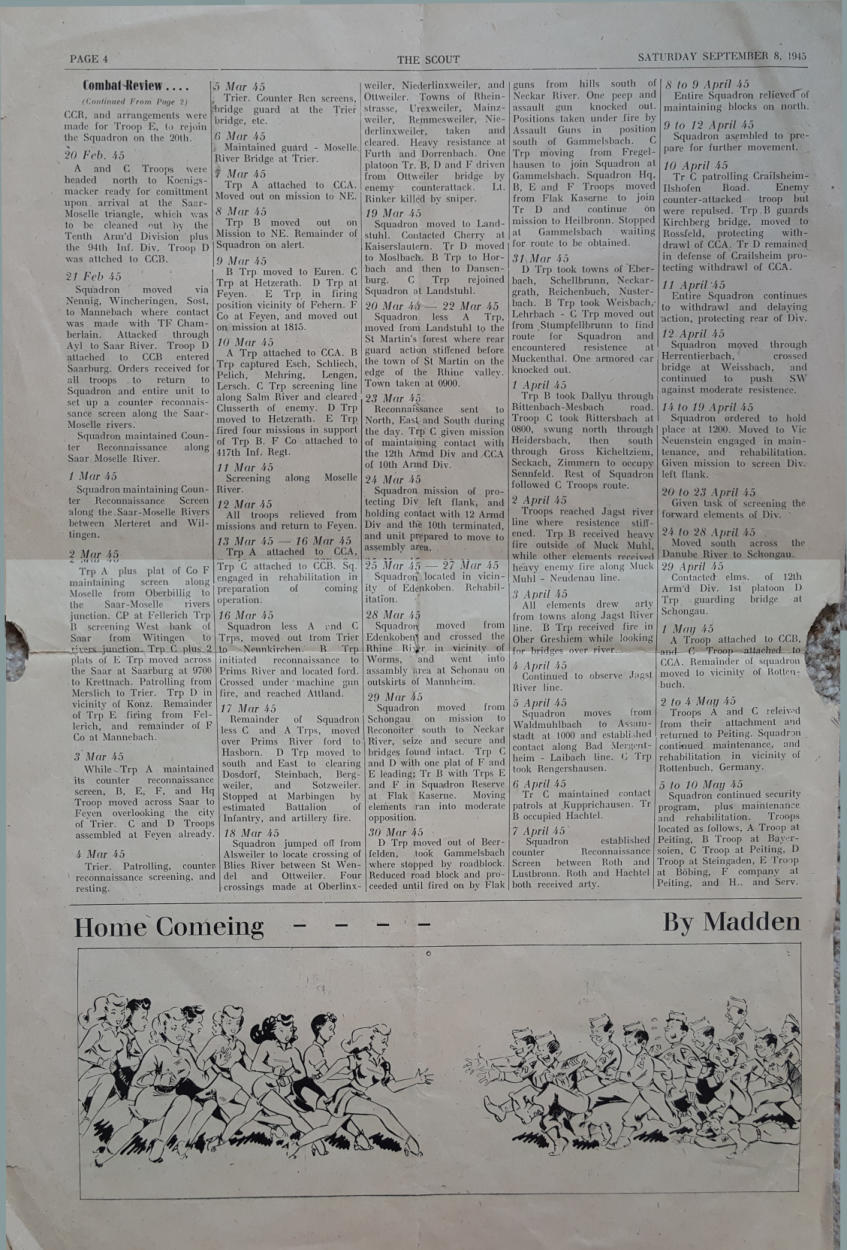 PAGE 4
THE SCOUT
SATURDAY SEPTEMBER 8, 1945
Combat Review ....
(Continued From Page 2)
CCR, and arrangements were
made for Troop E, to rejoin
the Squadron on the 20th.
20 Feb. 45
A and C Troops were
headed north to Koenigs-
macker ready for comittment
upon arrival at the Saar-
Moselle triangle, which was
to be cleaned out by the
Tenth Arm'd Division plus
the 94th Inf. Div. Troop D
was attched to CCB.
21 Feb 45
Squadron moved via
Nennig, Wincheringen, Sost,
to Mannebach where contact
was made with TF Cham-
berlain. Attacked through
Ayl to Saar River. Troop D
attached to CCB entered
Saarburg. Orders received for
all troops to return to
Squadron and entire unit to
set up a counter reconnais-
sance screen along the Saar-
Moselle rivers.
Squadron maintained Coun-
ter Reconnaissance along
Saar Moselle River.
1 Mar 45
Squadron maintaining Coun-
ter Reconnaissance Screen
along the Saar-Moselle Rivers
between Merteret and Wil-
tingen.
2 Mar 45
Trp A plus plat of Co F
maintaining screen along
Moselle from Oberbillig to
the Saar-Moselle rivers
junction. CP at Fellerich Trp
B screening West bank of
Saar from Witingen to
rivers junction. Trp C plus 2
plats of E Trp moved across
the Saar at Saarburg at 9700
to Krettnach. Patrolling from
Merslich to Trier. Trp D in
vicinity of Konz. Remainder
of Trp E firing from Fel-
lerich, and remainder of F
Co at Mannebach.
3 Mar 45
While Trp A maintained
its counter reconnaissance
screen, B, E, F, and Hq
Troop moved across Saar to
Feyen overlooking the city
of Trier. C and D Troops
assembled at Feyen already.
4 Mar 45
Trier. Patrolling, counter
reconnaissance screening, and
resting.
5 Mar 45
Trier. Counter Rcn screens,
bridge guard at the Trier
bridge, etc.
6 Mar 45
Maintained guard - Moselle
River Bridge at Trier.
Mar 45
Trp A attached to CCA.
Moved out on mission to NE.
8 Mar 45
Trp B moved out on
Mission to NE. Remainder of
Squadron on alert.
9 Mar 45
B Trp moved to Euren. C
Trp at Hetzerath. D Trp at
Feyen. E Trp in firing
position vicinity of Fehern. F
Co at Feyen, and moved out
on mission at 1815.
10 Mar 45
A Trp attached to CCA. B
Trp captured Esch, Schliech,
Pelich, Mehring, Lengen,
Lersch. C Trp screening line
along Salm River and cleared
Clusserth of enemy. D Trp
moved to Hetzerath. E Trp
fired four missions in support
of Trp B. F Co attached to
417th Inf. Regt.
11 Mar 45
Screening along Moselle
River.
12 Mar 45
All troops relieved from
missions and return to Feyen.
13 Mar 45 — 16 Mar 45
Trp A attached to CCA,
Trp C attached to CCB. Sq.
engaged in rehabilitation in
preparation of coming
operation.
16 Mar 45
Squadron less A and C
Trps, moved out from Trier
to Neunkirchen. B Trp
initiated reconnaissance to
Prims River and located ford.
Crossed under machine gun
fire, and reached Attland.
17 Mar 45
Remainder of Squadron
less C and A Trps, moved
over Prims River ford to
Hasborn. D Trp moved to
south and East to clearing
Dosdorf, Steinbach, Berg-
weiler, and Sotzweiler.
Stopped at Marbingen by
estimated Battalion of
Infantry, and artillery fire.
18 Mar 45
Squadron jumped off from
Alsweiler to locate crossing of
Blies River between St Wen-
del and Ottweiler. Four
crossings made at Oberlinx-
weiler, Niederlinxweiler, and
Ottweiler. Towns of Rhein-
strasse, Urexweiler, Mainz-
weiler, Remmesweiler, Nie-
derlinxweiler, taken and
cleared. Heavy resistance at
Furth and Dorrenbach. One
platoon Tr. B, D and F driven
from Ottweiler bridge by
enemy counterattack. Lt.
Rinker killed by sniper.
19 Mar 45
Squadron moved to Land-
stuhl. Contacted Cherry at
Kaiserslautern. Tr D moved
to Moslbach. B Trp to Hor-
bach and then to Dansen-
burg. C Trp rejoined
Squadron at Landstuhl.
20 Mar 45 — 22 Mar 45
Squadron less A Trp,
moved from Landstuhl to the
St Martin's forest where rear
guard action stiffened before
the town of St Martin on the
edge of the Rhine valley.
Town taken at 0900.
23 Mar 45
Reconnaissance sent to
North, East and South during
the day. Trp C given mission
of maintaining contact with
the 12th Armd Div and CCA
of 10th Armd Div.
24 Mar 45
Squadron mission of pro-
tecting Div left flank, and
holding contact with 12 Armd
Div and the 10th terminated,
and unit prepared to move to
assembly area.
25 Mar 45 — 27 Mar 45
Squadron located in vicin-
ity of Edenkoben. Rehabil-
itation.
28 Mar 45
Squadron moved from
Edenkoben and crossed the
Rhine River in vicinity of
Worms, and went into
assembly area at Schonau on
outskirts of Mannheim.
29 Mar 45
Squadron moved from
Schongau on mission to
Reconoiter south to Neckar
River, seize and secure and
bridges found intact. Trp C
and D with one plat of F and
E leading; Tr B with Trps E
and F in Squadron Reserve
at Flak Kaserne. Moving
elements ran into moderate
opposition.
30 Mar 45
D Trp moved out of Beer-
felden, took Gammelsbach
where stopped by roadblock.
Reduced road block and pro-
ceeded until fired on by Flak
guns from hills south of
Neckar River. One peep and
assault gun knocked out.
Positions taken under fire by
Assault Guns in position
south of Gammelsbach. C
Trp moving from Fregel-
hausen to join Squadron at
Gammelsbach. Squadron Hq,
B, E and F Troops moved
from Flak Kaserne to join
Tr D and continue on
mission to Heilbronn. Stopped
at Gammelsbach waiting
for route to be obtained.
31 Mar 45
D Trp took towns of Eber-
bach, Schellbrunn, Neckar-
grath, Reichenbuch, Nuster-
bach. B Trp took Weisbach,
Lehrbach - C Trp moved out
from Stumpfellbrunn to find
route for Squadron and
encountered resistence at
Muckenthal. One armored car
knocked out.
1 April 45
Trp B took Dallyu through
Rittenbach-Mesbach road.
Troop C took Rittersbach at
0800, swung north through
Heidersbach, then south
through Gross Kicheltziem,
Seckach, Zimmern to occupy
Sennfeld. Rest of Squadron
followed C Troops route.
2 April 45
Troops reached Jagst river
line where resistence stiff-
ened. Trp B received heavy
fire outside of Muck Muhl,
while other elements received
heavy enemy fire along Muck
Muhl - Neudenau line.
3 April 45
All elements drew arty
from towns along Jagst River
line. B Trp received fire in
Ober Greshiem while looking
for bridges over river.
4 April 45
Continued to observe Jagst
River line.
5 April 45
Squadron moves from
Waldmuhlbach to Assam-
stadt at 1000 and established
contact along Bad Mergent-
heim - Laibach line. C Trp
took Rengershausen.
6 April 45
Tr C maintained contact
patrols at Kupprichausen. Tr
B occupied Hachtel.
7 April 45
Squadron established
counter Reconnaissance
Screen between Roth and
Lustbronn. Roth and Hachtel
both received arty.
8 to 9 April 45
Entire Squadron relieved of
maintaining blocks on north.
9 to 12 April 45
Squadron asembled to pre-
pare for further movement.
10 April 45
Tr C patrolling Crailsheim-
Ilshofen Road. Enemy
counter-attacked troop but
were repulsed. Trp B guards
Kirchberg bridge, moved to
Rossfeld, protecting with-
drawl of CCA. Tr D remained
in defense of Crailsheim pro-
tecting withdrawl of CCA.
11 April 45
Entire Squadron continues
to withdrawl and delaying
action, protecting rear of Div.
12 April 45
Squadron moved through
Herrentierbach, crossed
bridge at Weissbach, and
continued to push SW
against moderate resistence.
14 to 19 April 45
Squadron ordered to hold
place at 1200. Moved to Vic
Neuenstein engaged in main-
tenance, and rehabilitation.
Given mission to screen Div.
left flank.
20 to 23 April 45
Given task of screening the
forward elements of Div.
24 to 28 April 45
Moved south across the
Danube River to Schongau.
29 April 45
Contacted elms. of 12th
Arm'd Div. 1st platoon D
Trp guarding bridge at
Schongau.
1 May 45
A Troop attached to CCB,
and C Troop attached to
CCA. Remainder of squadron
moved to vicinity of Rotten-
buch.
2 to 4 May 45
Troops A and C releived
from their attachment and
returned to Peiting. Squadron
continued maintenance, and
rehabilitation in vicinity of
Rottenbuch, Germany.
5 to 10 May 45
Squadron continued security
program, plus maintenance
and rehabilitation. Troops
located as follows, A Troop at
Peiting, B Troop at Bayer-
soien, C Troop at Peiting, D
Troop at Steingaden, E Troop
at Böbing, F company at
Peiting, and H.. and Serv.
Home Comeing - - - -
By Madden